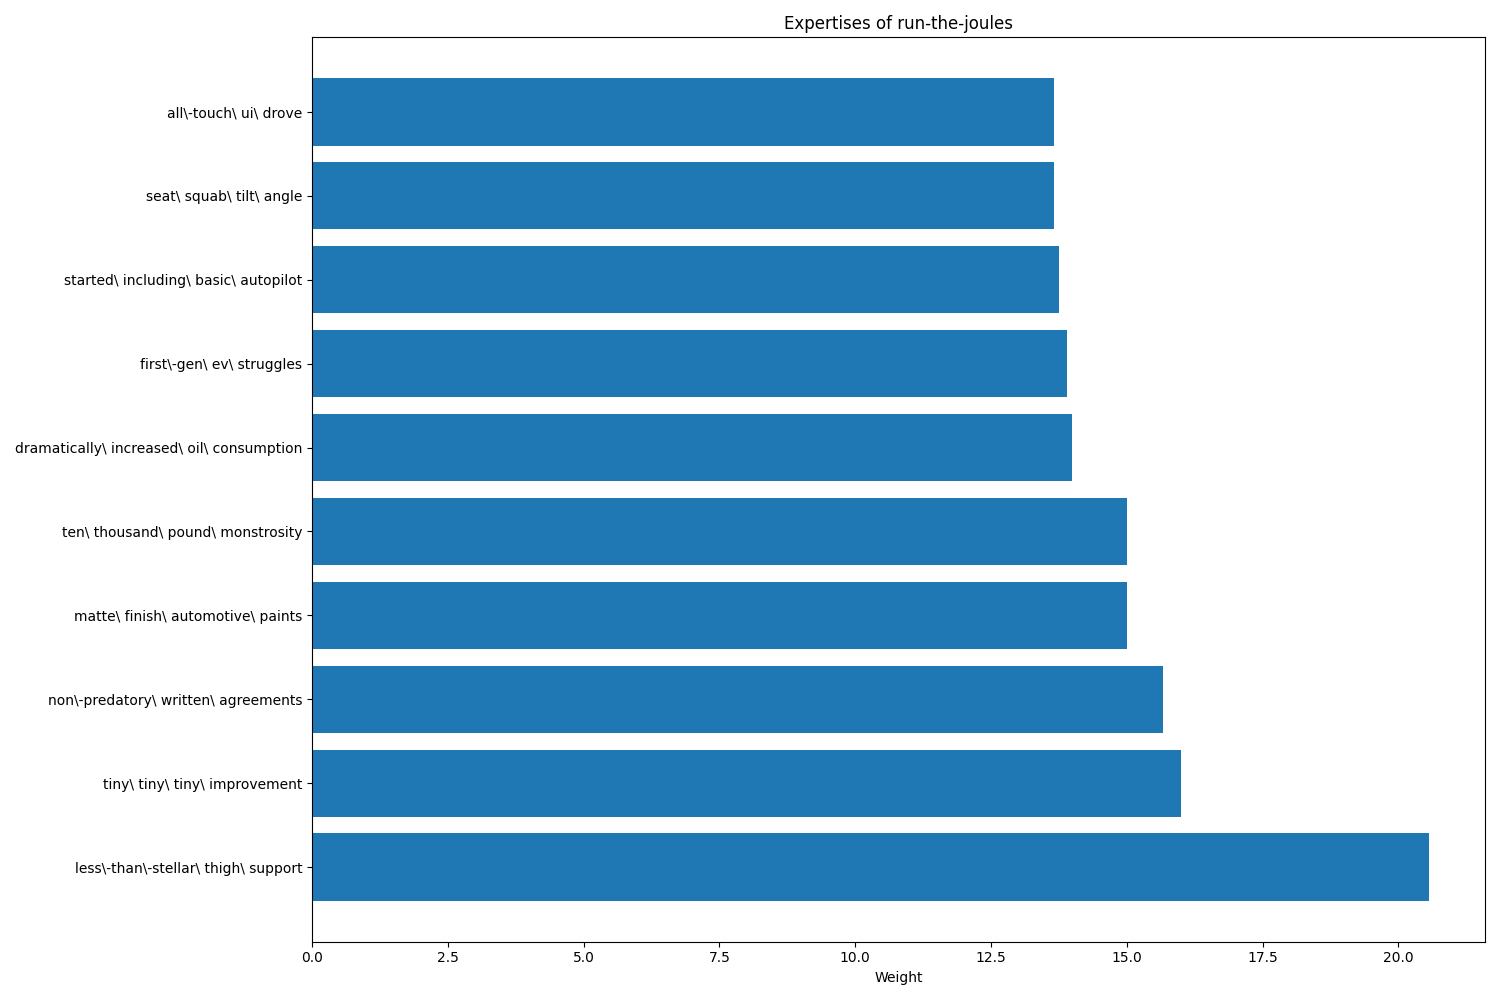 Expertises of run-the-joules
all\-touch\ ui\ drove
seat\ squab\ tilt\ angle
started\ including\ basic\ autopilot
first\-gen\ ev\ struggles
dramatically\ increased\ oil\ consumption
ten\ thousand\ pound\ monstrosity
matte\ finish\ automotive\ paints
non\-predatory\ written\ agreements
tiny\ tiny\ tiny\ improvement
less\-than\-stellar\ thigh\ support
0.0 2.5 5.0 7.5 10.0 12.5 15.0 17.5 20.0
Weight